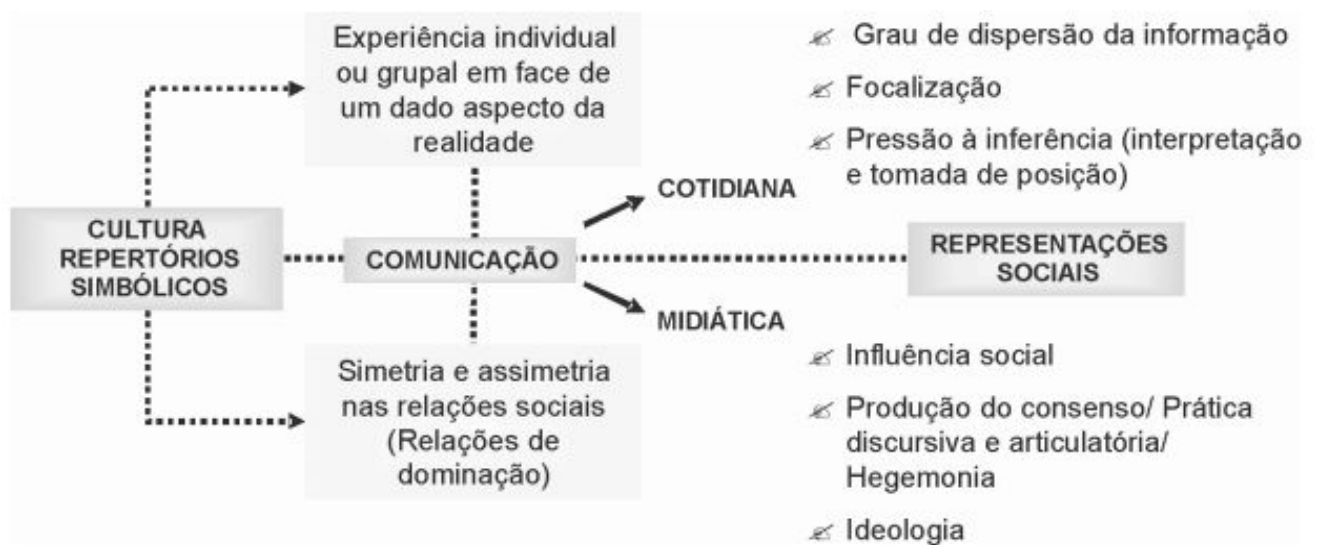 Experiência individual
ou grupal em face de
um dado aspecto da
realidade
Grau de dispersão da informação
Focalização
Pressão à inferência (interpretação
e tomada de posição)
COTIDIANA
CULTURA
REPERTÓRIOS
SIMBÓLICOS
COMUNICAÇÃO
REPRESENTAÇÕES
SOCIAIS
MIDIÁTICA
Simetria e assimetria
nas relações sociais
(Relações de
dominação)
Influência social
Produção do consenso/ Prática
discursiva e articulatória/
Hegemonia
Ideologia